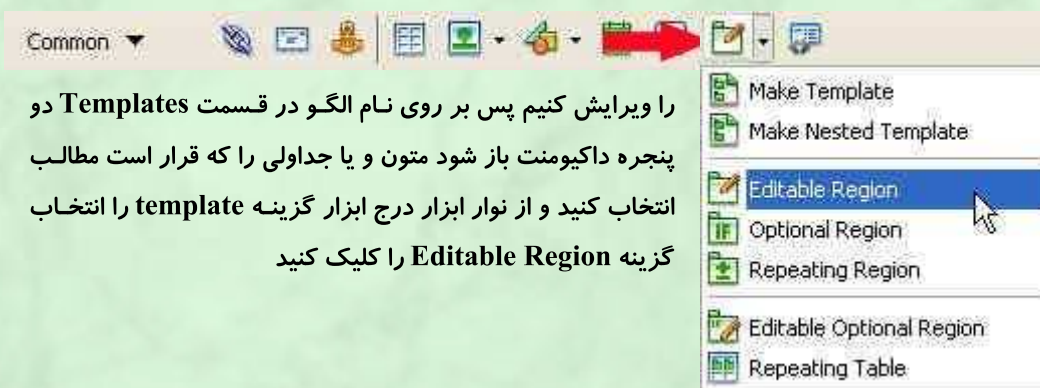 Common
را ویرایش کنیم پس بر روی نام الگو در قسمت Templates دو
پنجره داکیومنت باز شود متون و یا جداولی را که قرار است مطالب
انتخاب کنید و از نوار ابزار درج ابزار گزینه template را انتخاب
گزینه Editable Region را کلیک کنید
Make Template
Make Nested Template
Editable Region
Optional Region
Repeating Region
Editable Optional Region
Repeating Table